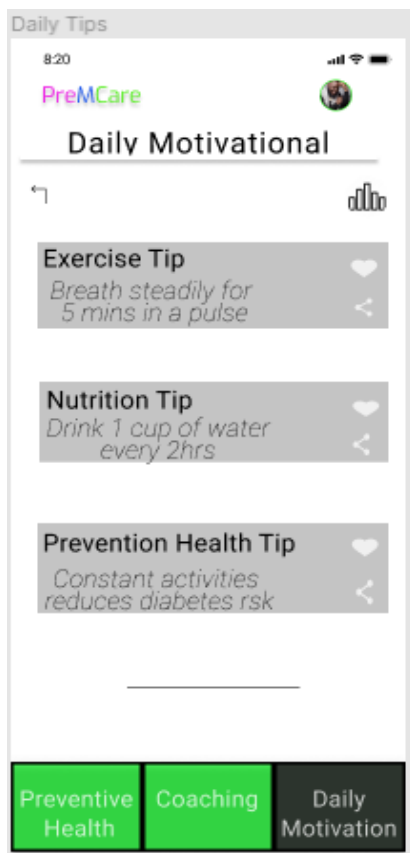 Daily Tips
8:20
PreMCare
Daily Motivational
Exercise Tip
Breath steadily for
5 mins in a pulse
Nutrition Tip
Drink 1 cup of water
every 2hrs
Prevention Health Tip
Constant activities
reduces diabetes rsk
Preventive
Health
Coaching
Daily
Motivation